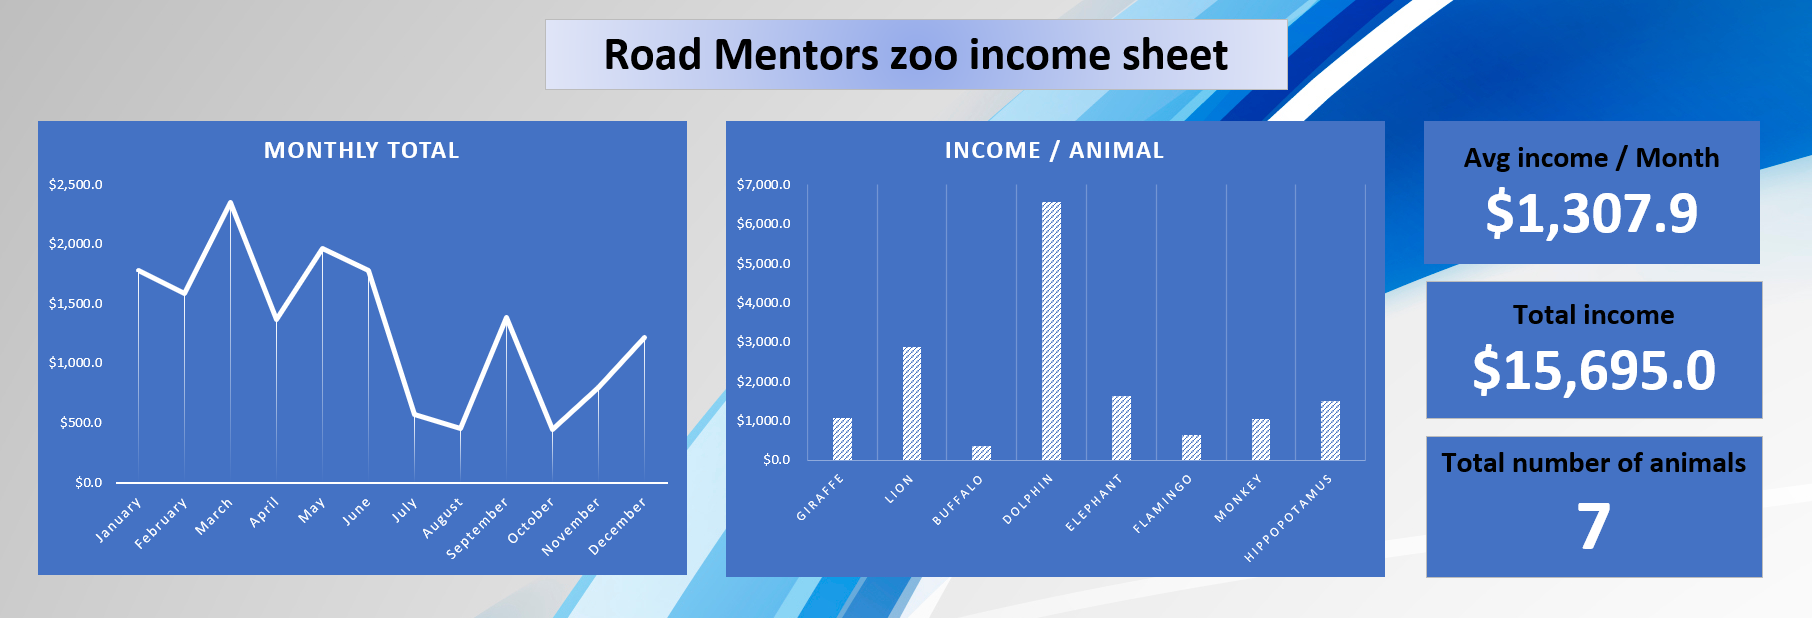 Road Mentors zoo income sheet
MONTHLY TOTAL
$2,500.0
$2,000.0
$1,500.0
$1,000.0
$500.0
$0.0
January
February
March
April
May
June
July
August
September
October
November
December
INCOME / ANIMAL
$7,000.0
$6,000.0
$5,000.0
$4,000.0
$3,000.0
$2,000.0
$1,000.0
$0.0
GIRAFFE
LION
BUFFALO
DOLPHIN
ELEPHANT
FLAMINGO
MONKEY
HIPPOPOTAMUS
Avg income / Month
$1,307.9
Total income
$15,695.0
Total number of animals
7